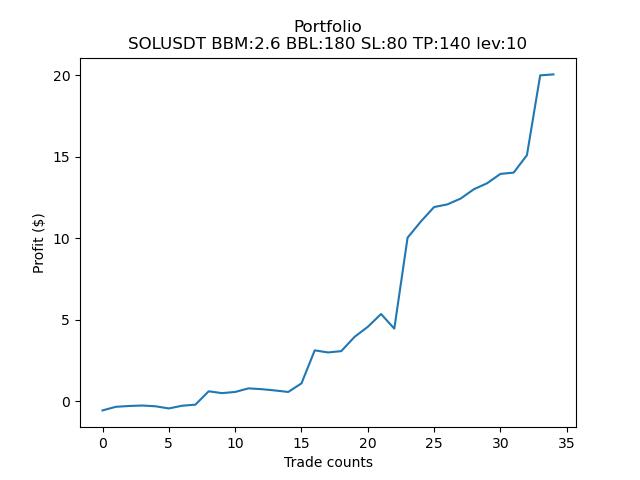 Portfolio
SOLUSDT BBM:2.6 BBL:180 SL:80 TP:140 lev:10
20
15
10
5
0
Profit ($)
0 5 10 15 20 25 30 35
Trade counts